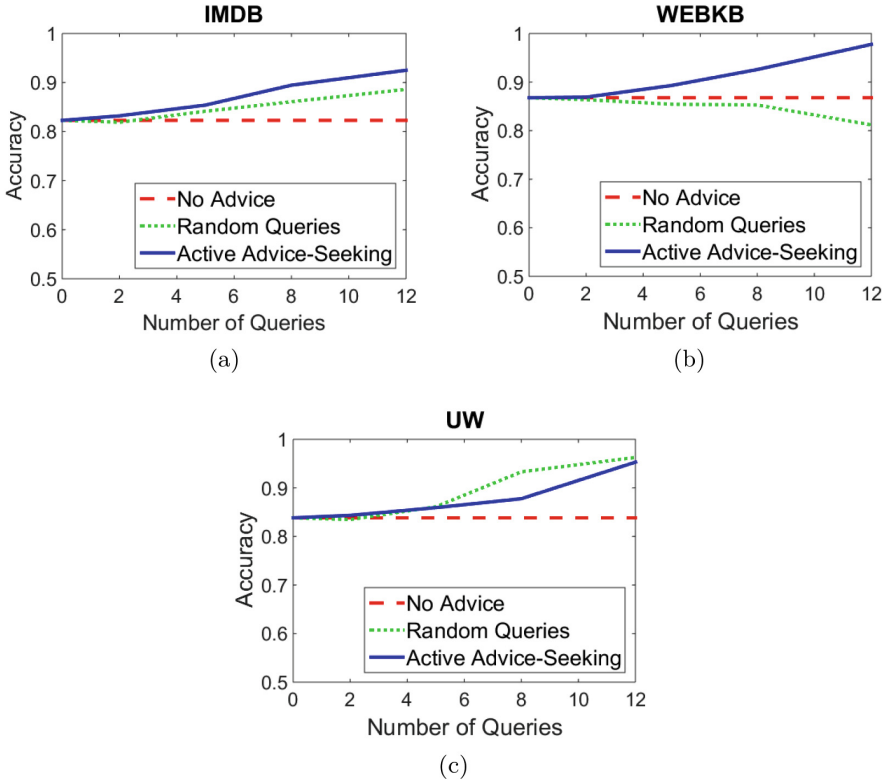 IMDB
1
0.9
0.8
0.7
0.6
0.5
Accuracy
No Advice
Random Queries
Active Advice-Seeking
0 2 4 6 8 10 12
Number of Queries
(a)
WEBKB
1
0.9
0.8
0.7
0.6
0.5
Accuracy
No Advice
Random Queries
Active Advice-Seeking
0 2 4 6 8 10 12
Number of Queries
(b)
UW
1
0.9
0.8
0.7
0.6
0.5
Accuracy
No Advice
Random Queries
Active Advice-Seeking
0 2 4 6 8 10 12
Number of Queries
(c)